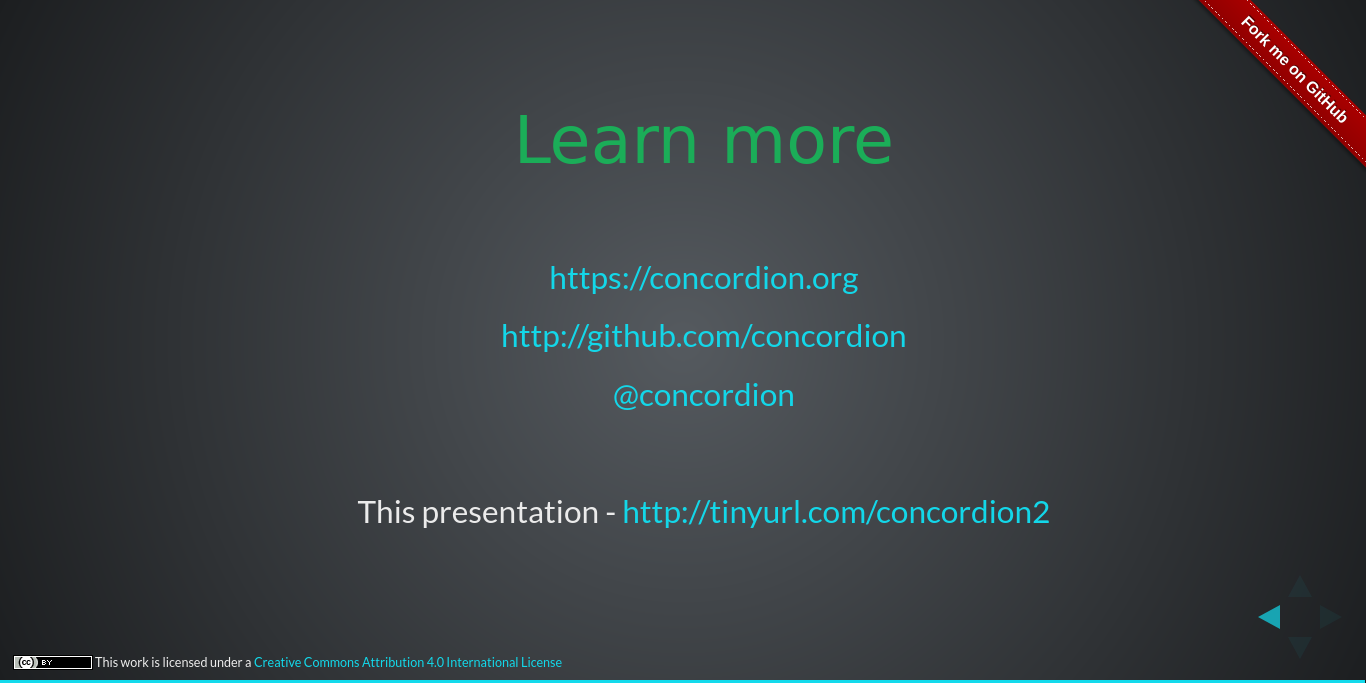 Fork me on GitHub
Learn more
https://concordion.org
http://github.com/concordion
@concordion
This presentation - http://tinyurl.com/concordion2
(cc) BY This work is licensed under a Creative Commons Attribution 4.0 International License